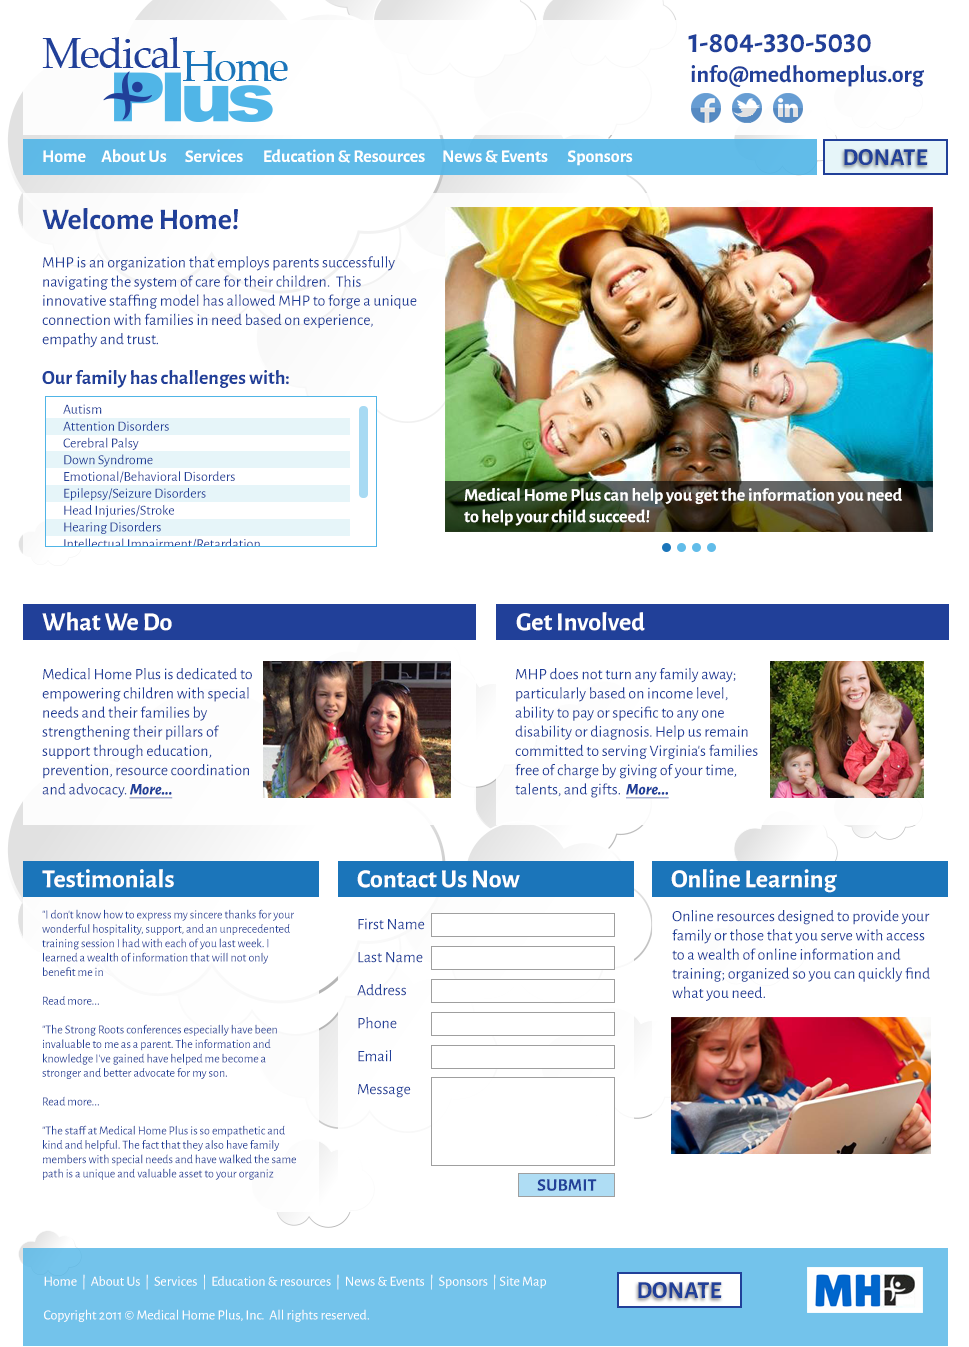 Medical Home
Plus
1-804-330-5030
info@medhomeplus.org
Home About Us Services Education & Resources News & Events Sponsors
DONATE
Welcome Home!
MHP is an organization that employs parents successfully
navigating the system of care for their children. This
innovative staffing model has allowed MHP to forge a unique
connection with families in need based on experience,
empathy and trust.
Our family has challenges with:
Autism
Attention Disorders
Cerebral Palsy
Down Syndrome
Emotional/Behavioral Disorders
Epilepsy/Seizure Disorders
Head Injuries/Stroke
Hearing Disorders
Intellectual Impairment/Retardation
Medical Home Plus can help you get the information you need
to help your child succeed!
What We Do
Medical Home Plus is dedicated to
empowering children with special
needs and their families by
strengthening their pillars of
support through education,
prevention, resource coordination
and advocacy. More...
Get Involved
MHP does not turn any family away;
particularly based on income level,
ability to pay or specific to any one
disability or diagnosis. Help us remain
committed to serving Virginia's families
free of charge by giving of your time,
talents, and gifts. More...
Testimonials
"I don't know how to express my sincere thanks for your
wonderful hospitality, support, and an unprecedented
training session I had with each of you last week. I
learned a wealth of information that will not only
benefit me in
Read more...
"The Strong Roots conferences especially have been
invaluable to me as a parent. The information and
knowledge I've gained have helped me become a
stronger and better advocate for my son.
Read more...
"The staff at Medical Home Plus is so empathetic and
kind and helpful. The fact that they also have family
members with special needs and have walked the same
path is a unique and valuable asset to your organiz
Contact Us Now
First Name
Last Name
Address
Phone
Email
Message
SUBMIT
Online Learning
Online resources designed to provide your
family or those that you serve with access
to a wealth of online information and
training; organized so you can quickly find
what you need.
Home | About Us | Services | Education & resources | News & Events | Sponsors | Site Map
Copyright 2011 © Medical Home Plus, Inc. All rights reserved.
DONATE
MHP